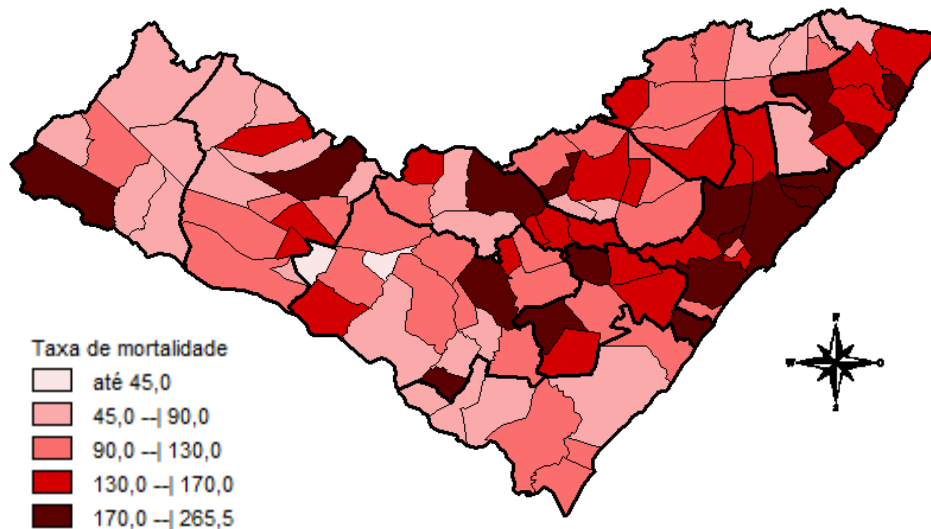 Taxa de mortalidade
até 45,0
45,0 --| 90,0
90,0 --| 130,0
130,0 --| 170,0
170,0 --| 265,5
N
W O
S